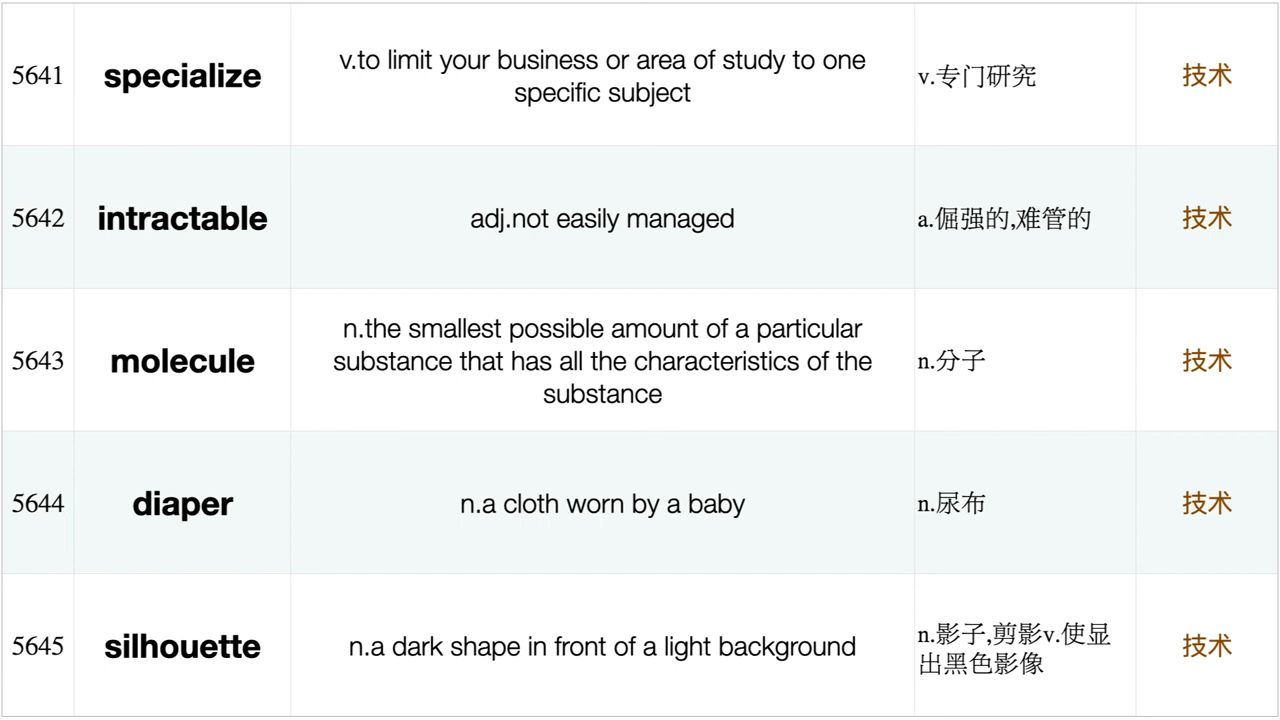 5641 specialize v.to limit your business or area of study to one specific subject v.专门研究 技术
5642 intractable adj.not easily managed a.倔强的,难管的 技术
5643 molecule n.the smallest possible amount of a particular substance that has all the characteristics of the substance n.分子 技术
5644 diaper n.a cloth worn by a baby n.尿布 技术
5645 silhouette n.a dark shape in front of a light background n.影子,剪影v.使显出黑色影像 技术